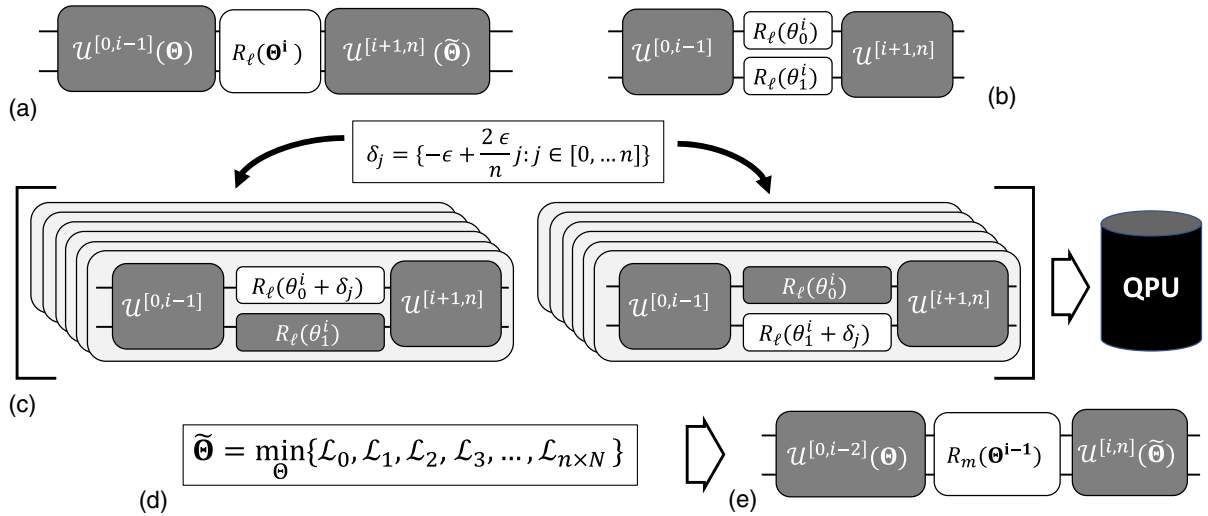 𝒰^[0,i−1](𝚯) R_ℓ(𝚯^𝐢) 𝒰^[i+1,n](𝚯̃)
(a)
𝒰^[0,i−1] R_ℓ(θ_0^i) R_ℓ(θ_1^i) 𝒰^[i+1,n]
(b)
δ_j = {−ϵ + (2 ϵ/n) j: j ∈ [0, … n]}
𝒰^[0,i−1] R_ℓ(θ_0^i + δ_j) R_ℓ(θ_1^i) 𝒰^[i+1,n]
𝒰^[0,i−1] R_ℓ(θ_0^i) R_ℓ(θ_1^i + δ_j) 𝒰^[i+1,n]
QPU
(c)
𝚯̃ = min_Θ{ℒ_0, ℒ_1, ℒ_2, ℒ_3, … , ℒ_{n×N} }
(d)
𝒰^[0,i−2](𝚯) R_m(𝚯^{𝐢−𝟏}) 𝒰^[i,n](𝚯̃)
(e)